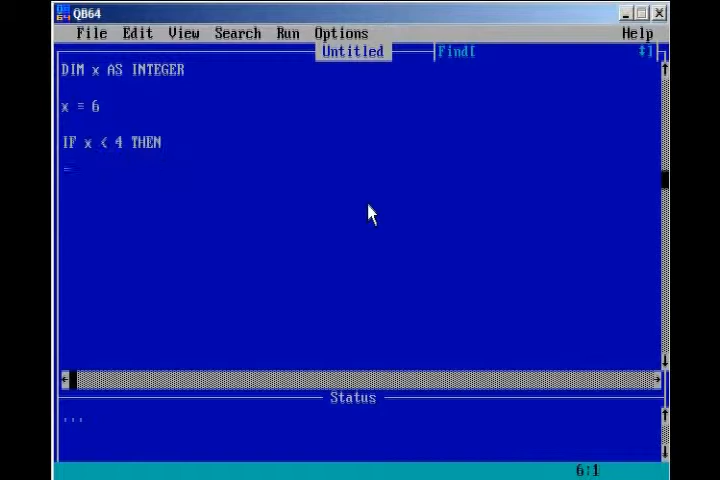 QB64
File Edit View Search Run Options Help
Untitled Find[ ]
DIM x AS INTEGER
x = 6
IF x < 4 THEN
Status
...
6:1